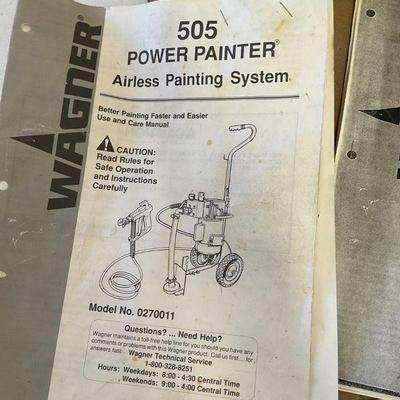 WAGNER
505
POWER PAINTER®
Airless Painting System
Better Painting Faster and Easier
Use and Care Manual
CAUTION:
Read Rules for
Safe Operation
and Instructions
Carefully
Model No. 0270011
Questions? ... Need Help?
Wagner maintains a toll-free help line for you should you have any
comments or problems with this Wagner product. Call us first.....for
answers fast... Wagner Technical Service
1-800-328-8251
Hours: Weekdays: 8:00 - 4:30 Central Time
Weekends: 9:00 - 4:00 Central Time